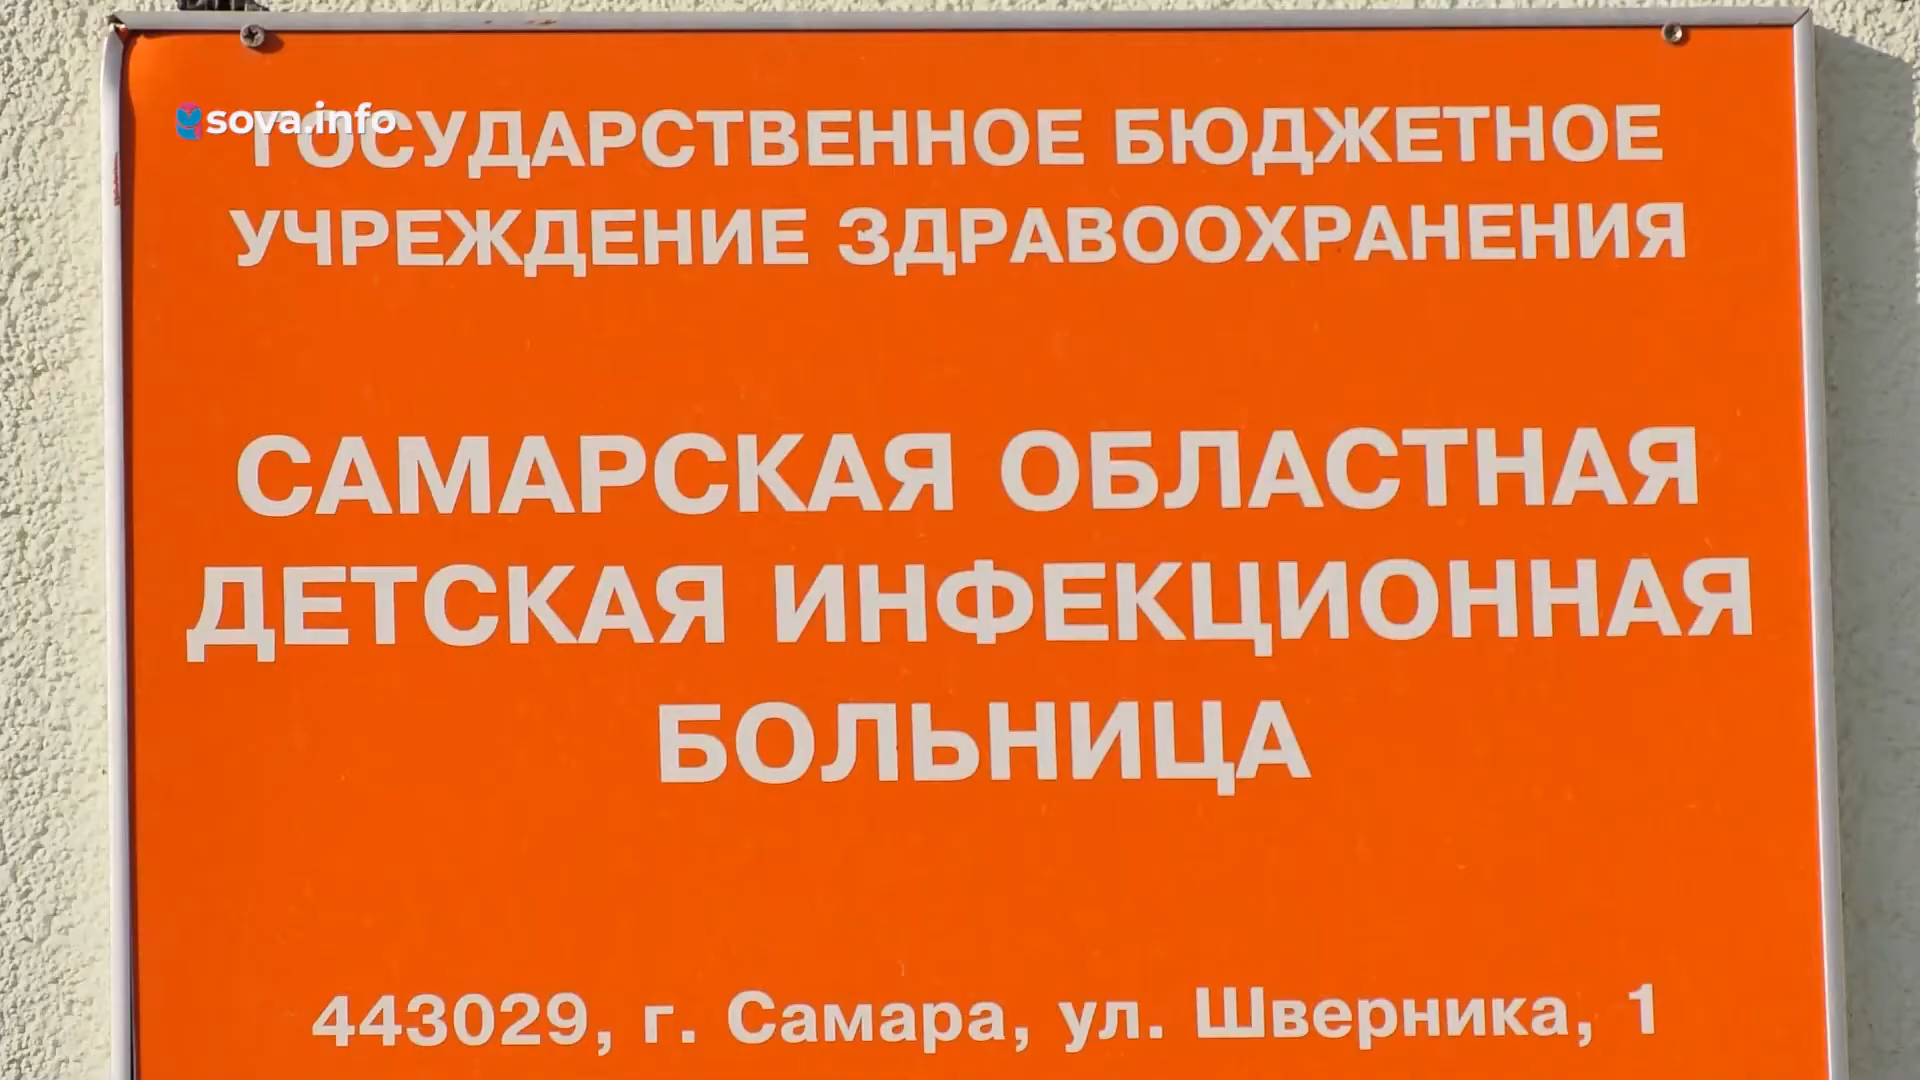 sova.info
ГОСУДАРСТВЕННОЕ БЮДЖЕТНОЕ
УЧРЕЖДЕНИЕ ЗДРАВООХРАНЕНИЯ
САМАРСКАЯ ОБЛАСТНАЯ
ДЕТСКАЯ ИНФЕКЦИОННАЯ
БОЛЬНИЦА
443029, г. Самара, ул. Шверника, 1